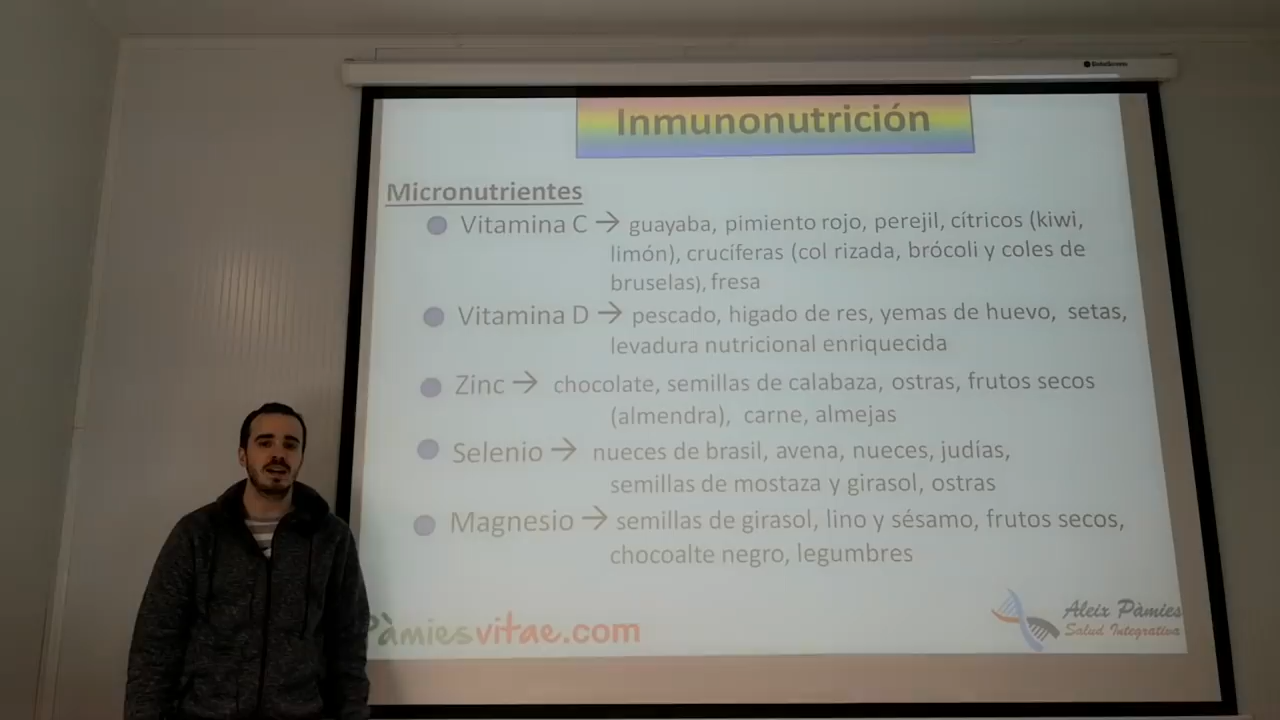 Inmunonutrición
Micronutrientes
Vitamina C → guayaba, pimiento rojo, perejil, cítricos (kiwi,
limón), crucíferas (col rizada, brócoli y coles de
bruselas), fresa
Vitamina D → pescado, higado de res, yemas de huevo, setas,
levadura nutricional enriquecida
Zinc → chocolate, semillas de calabaza, ostras, frutos secos
(almendra), carne, almejas
Selenio → nueces de brasil, avena, nueces, judías,
semillas de mostaza y girasol, ostras
Magnesio → semillas de girasol, lino y sésamo, frutos secos,
chocoalte negro, legumbres
Pàmiesvitae.com
Aleix Pàmies
Salud Integrativa